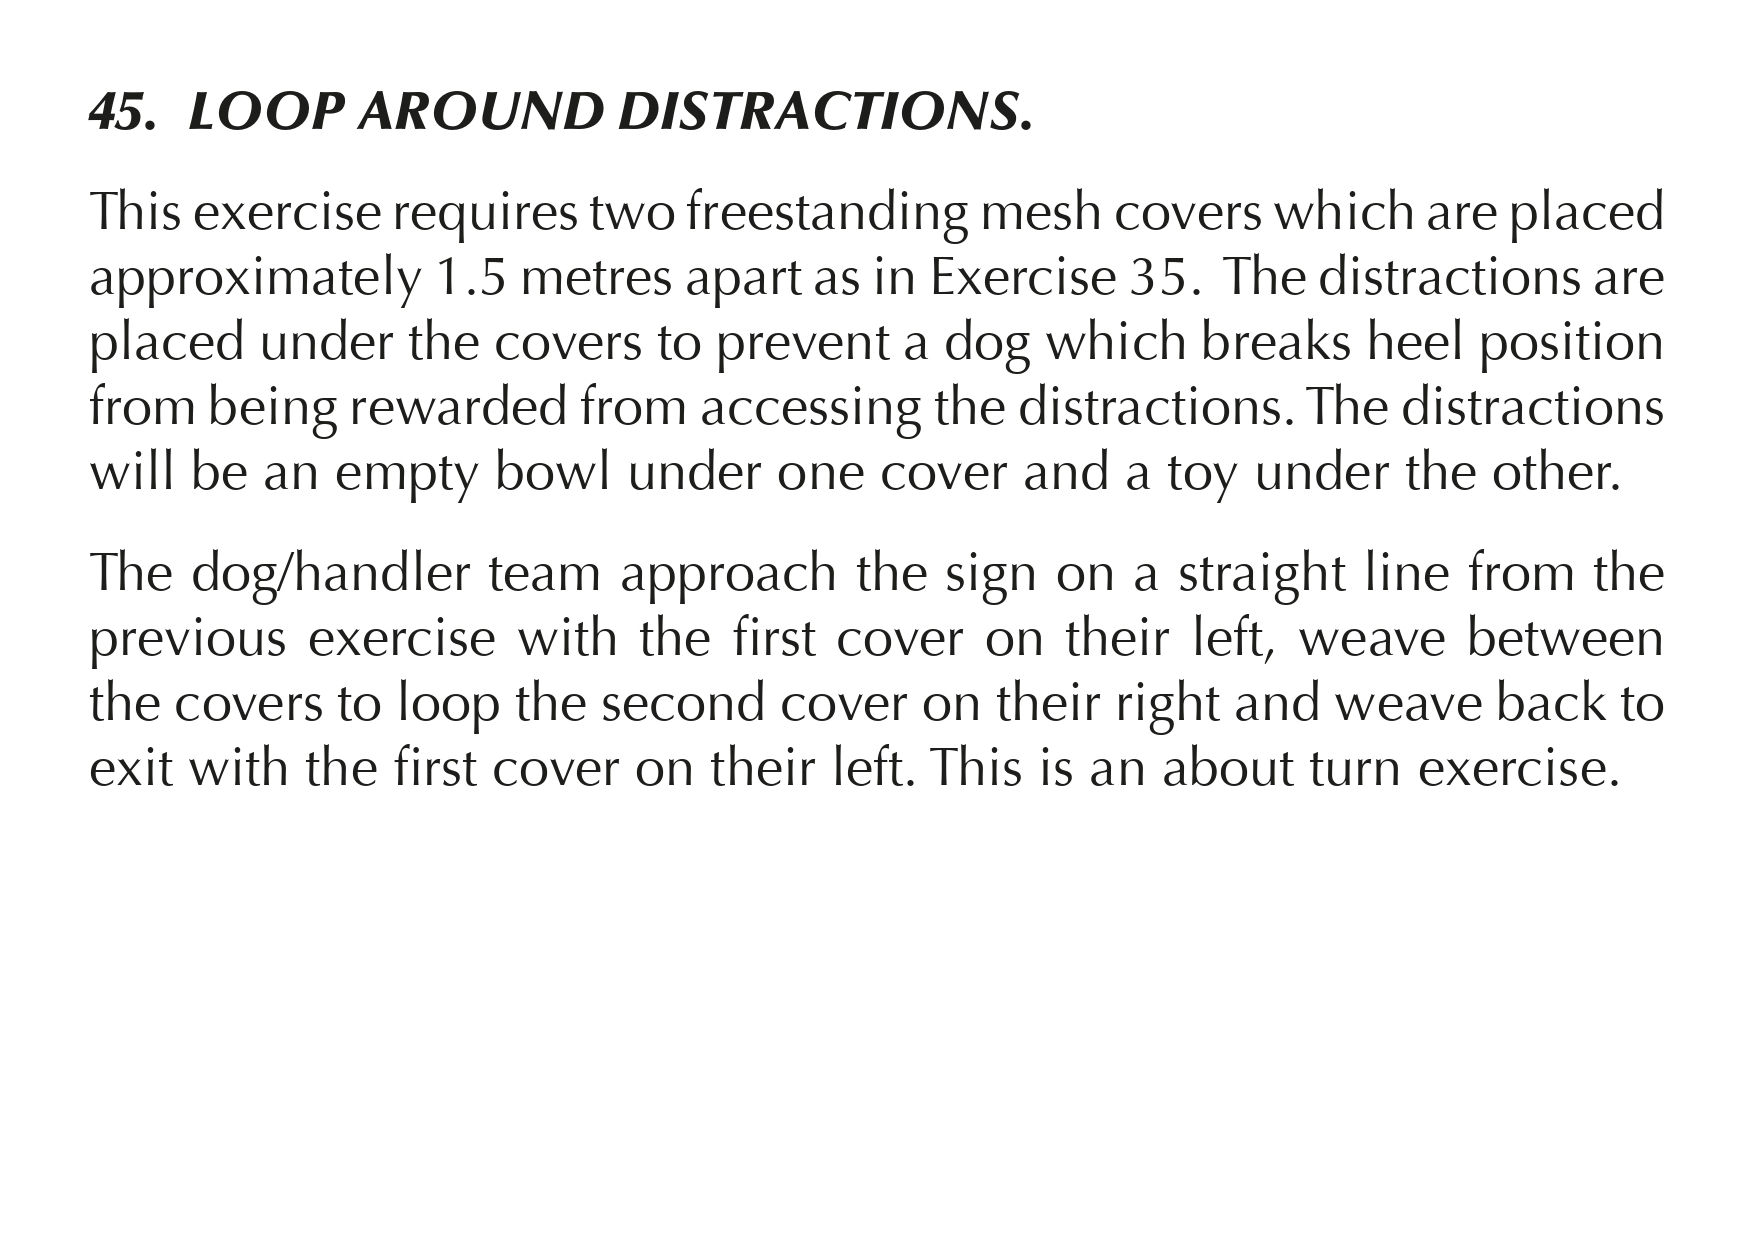 45.  LOOP AROUND DISTRACTIONS.
This exercise requires two freestanding mesh covers which are placed
approximately 1.5 metres apart as in Exercise 35.  The distractions are
placed under the covers to prevent a dog which breaks heel position
from being rewarded from accessing the distractions. The distractions
will be an empty bowl under one cover and a toy under the other.
The dog/handler team approach the sign on a straight line from the
previous exercise with the first cover on their left, weave between
the covers to loop the second cover on their right and weave back to
exit with the first cover on their left. This is an about turn exercise.